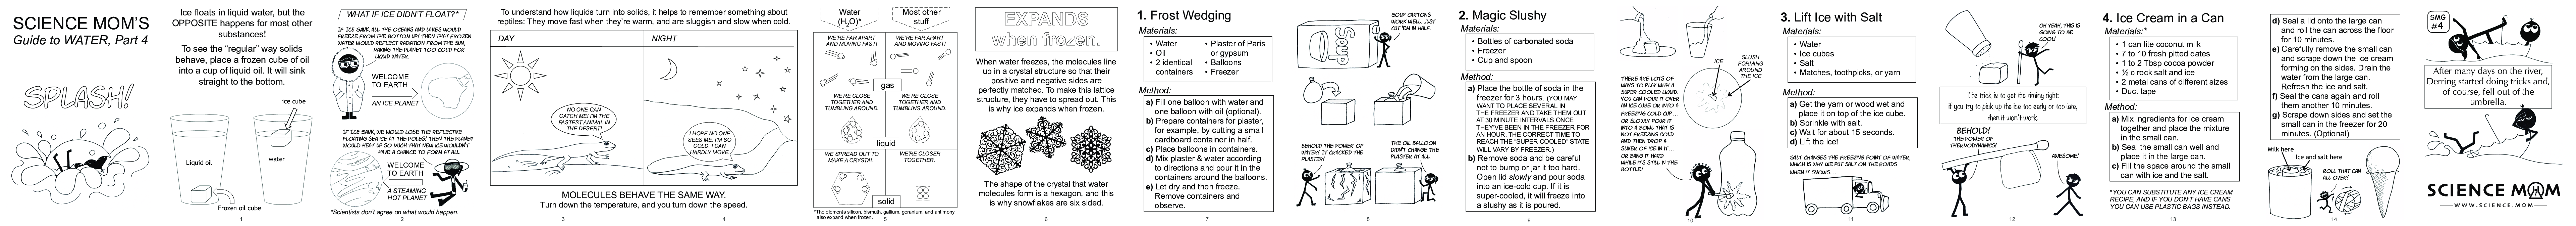 SCIENCE MOM'S
Guide to WATER, Part 4
SPLASH!
Ice floats in liquid water, but the
OPPOSITE happens for most other
substances!
To see the "regular" way solids
behave, place a frozen cube of oil
into a cup of liquid oil. It will sink
straight to the bottom.
Ice cube
Liquid oil
water
Frozen oil cube
1
WHAT IF ICE DIDN'T FLOAT?*
IF ICE SANK, ALL THE OCEANS AND LAKES WOULD
FREEZE FROM THE BOTTOM UP! THEN THAT FROZEN
WATER WOULD REFLECT RADIATION FROM THE SUN,
MAKING THE PLANET TOO COLD FOR
LIQUID WATER.
WELCOME
TO EARTH
AN ICE PLANET
IF ICE SANK, WE WOULD LOSE THE REFLECTIVE
FLOATING SEA ICE AT THE POLES! THEN THE PLANET
WOULD HEAT UP SO MUCH THAT NEW ICE WOULDN'T
HAVE A CHANCE TO FORM AT ALL.
WELCOME
TO EARTH
A STEAMING
HOT PLANET
*Scientists don't agree on what would happen.
2
To understand how liquids turn into solids, it helps to remember something about
reptiles: They move fast when they're warm, and are sluggish and slow when cold.
DAY
NIGHT
NO ONE CAN
CATCH ME! I'M THE
FASTEST ANIMAL IN
THE DESERT!
I HOPE NO ONE
SEES ME. I'M SO
COLD. I CAN
HARDLY MOVE.
MOLECULES BEHAVE THE SAME WAY.
Turn down the temperature, and you turn down the speed.
3
4
Water
(H2O)*
Most other
stuff
WE'RE FAR APART
AND MOVING FAST!
WE'RE FAR APART
AND MOVING FAST!
gas
WE'RE CLOSE
TOGETHER AND
TUMBLING AROUND.
WE'RE CLOSE
TOGETHER AND
TUMBLING AROUND.
liquid
WE SPREAD OUT TO
MAKE A CRYSTAL.
WE'RE CLOSER
TOGETHER.
solid
*The elements silicon, bismuth, gallium, geranium, and antimony
also expand when frozen.
5
EXPANDS
when frozen.
When water freezes, the molecules line
up in a crystal structure so that their
positive and negative sides are
perfectly matched. To make this lattice
structure, they have to spread out. This
is why ice expands when frozen.
The shape of the crystal that water
molecules form is a hexagon, and this
is why snowflakes are six sided.
6
1. Frost Wedging
Materials:
• Water
• Oil
• 2 identical
containers
• Plaster of Paris
or gypsum
• Balloons
• Freezer
Method:
a) Fill one balloon with water and
one balloon with oil (optional).
b) Prepare containers for plaster,
for example, by cutting a small
cardboard container in half.
c) Place balloons in containers.
d) Mix plaster & water according
to directions and pour it in the
containers around the balloons.
e) Let dry and then freeze.
Remove containers and
observe.
7
SOUP CARTONS
WORK WELL. JUST
CUT 'EM IN HALF.
Soup
BEHOLD THE POWER OF
WATER! IT CRACKED THE
PLASTER!
THE OIL BALLOON
DIDN'T CHANGE THE
PLASTER AT ALL.
8
2. Magic Slushy
Materials:
• Bottles of carbonated soda
• Freezer
• Cup and spoon
Method:
a) Place the bottle of soda in the
freezer for 3 hours. (YOU MAY
WANT TO PLACE SEVERAL IN
THE FREEZER AND TAKE THEM OUT
AT 30 MINUTE INTERVALS ONCE
THEY'VE BEEN IN THE FREEZER FOR
AN HOUR. THE CORRECT TIME TO
REACH THE "SUPER COOLED" STATE
WILL VARY BY FREEZER.)
b) Remove soda and be careful
not to bump or jar it too hard.
Open lid slowly and pour soda
into an ice-cold cup. If it is
super-cooled, it will freeze into
a slushy as it is poured.
9
THERE ARE LOTS OF
WAYS TO PLAY WITH A
SUPER COOLED LIQUID.
YOU CAN POUR IT OVER
AN ICE CUBE OR INTO A
FREEZING COLD CUP...
OR SLOWLY POUR IT
INTO A BOWL THAT IS
NOT FREEZING COLD
AND THEN DROP A
SLIVER OF ICE IN IT...
OR BANG IT HARD
WHILE IT'S STILL IN THE
BOTTLE!
ICE
SLUSH
FORMING
AROUND
THE ICE
10
3. Lift Ice with Salt
Materials:
• Water
• Ice cubes
• Salt
• Matches, toothpicks, or yarn
Method:
a) Get the yarn or wood wet and
place it on top of the ice cube.
b) Sprinkle with salt.
c) Wait for about 15 seconds.
d) Lift the ice!
SALT CHANGES THE FREEZING POINT OF WATER,
WHICH IS WHY WE PUT SALT ON THE ROADS
WHEN IT SNOWS...
11
OH YEAH, THIS IS
GOING TO BE
COOL!
The trick is to get the timing right:
if you try to pick up the ice too early or too late,
then it won't work.
BEHOLD!
THE POWER OF
THERMODYNAMICS!
AWESOME!
12
4. Ice Cream in a Can
Materials:*
• 1 can lite coconut milk
• 7 to 10 fresh pitted dates
• 1 to 2 Tbsp cocoa powder
• ½ c rock salt and ice
• 2 metal cans of different sizes
• Duct tape
Method:
a) Mix ingredients for ice cream
together and place the mixture
in the small can.
b) Seal the small can well and
place it in the large can.
c) Fill the space around the small
can with ice and the salt.
*YOU CAN SUBSTITUTE ANY ICE CREAM
RECIPE, AND IF YOU DON'T HAVE CANS
YOU CAN USE PLASTIC BAGS INSTEAD.
13
d) Seal a lid onto the large can
and roll the can across the floor
for 10 minutes.
e) Carefully remove the small can
and scrape down the ice cream
forming on the sides. Drain the
water from the large can.
Refresh the ice and salt.
f) Seal the cans again and roll
them another 10 minutes.
g) Scrape down sides and set the
small can in the freezer for 20
minutes. (Optional)
Milk here
Ice and salt here
ROLL THAT CAN
ALL OVER!
14
SMG
#4
After many days on the river,
Derring started doing tricks and,
of course, fell out of the
umbrella.
SCIENCE MOM
WWW.SCIENCE.MOM